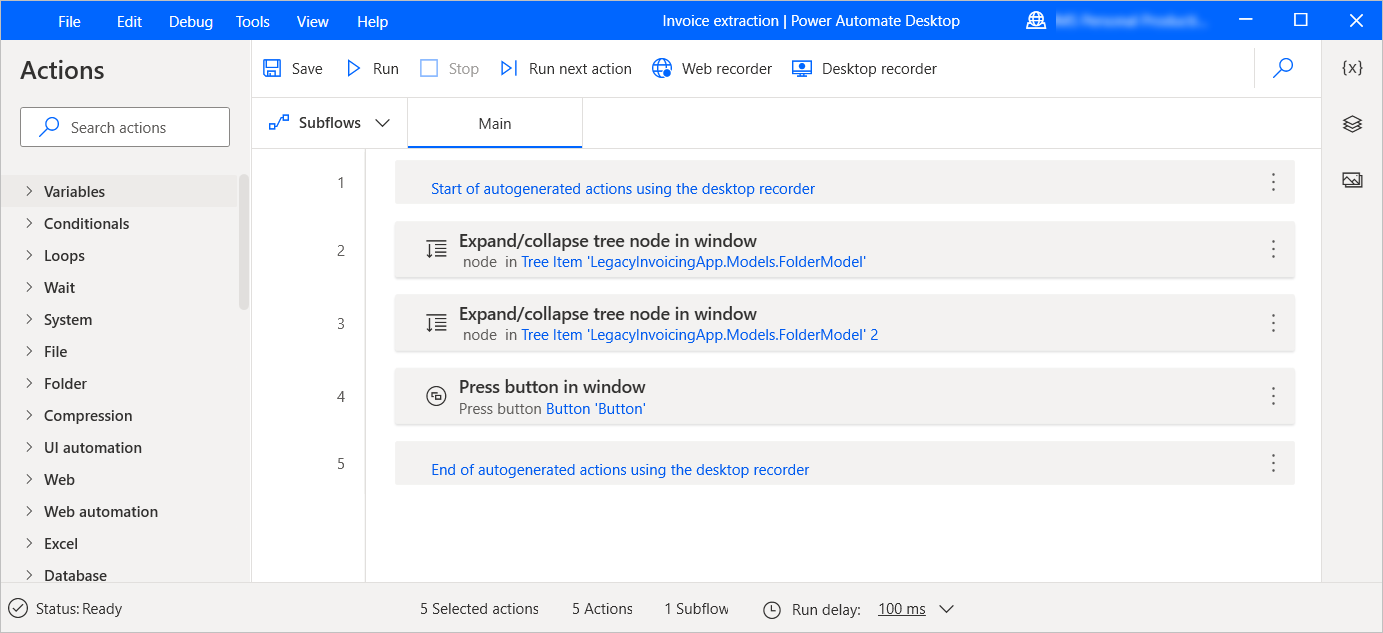 File Edit Debug Tools View Help Invoice extraction | Power Automate Desktop
Actions
Save Run Stop Run next action Web recorder Desktop recorder {x}
Search actions
Subflows Main
Variables
Conditionals
Loops
Wait
System
File
Folder
Compression
UI automation
Web
Web automation
Excel
Database
1 Start of autogenerated actions using the desktop recorder
2 Expand/collapse tree node in window
node in Tree Item 'LegacyInvoicingApp.Models.FolderModel'
3 Expand/collapse tree node in window
node in Tree Item 'LegacyInvoicingApp.Models.FolderModel' 2
4 Press button in window
Press button Button 'Button'
5 End of autogenerated actions using the desktop recorder
Status: Ready 5 Selected actions 5 Actions 1 Subflow Run delay: 100 ms